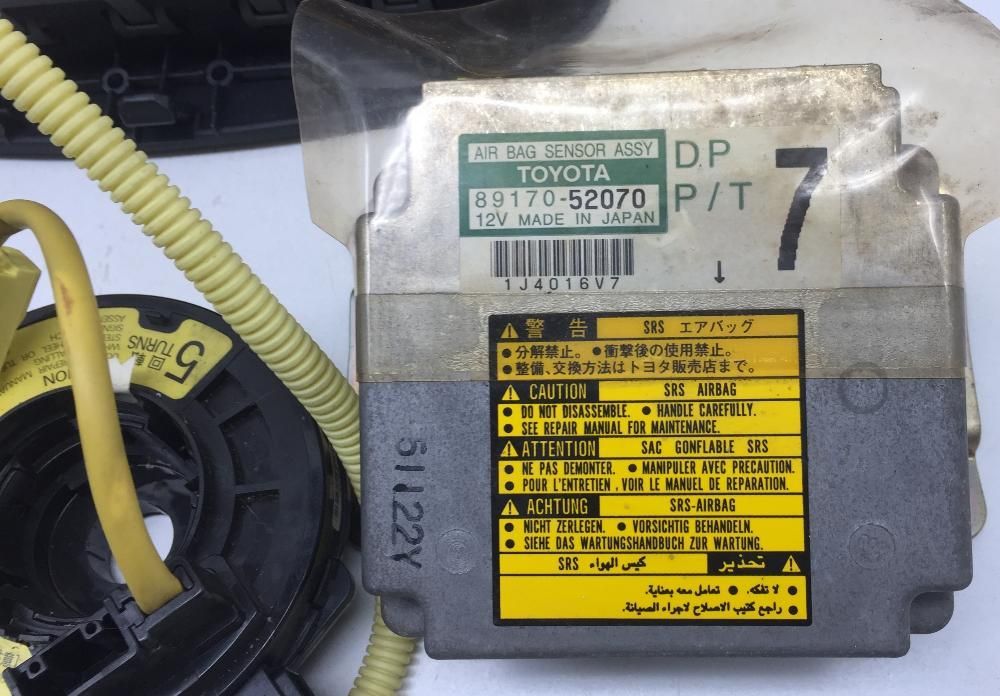 AIR BAG SENSOR ASSY
TOYOTA
89170-52070
12V MADE IN JAPAN
D.P
P/T
7
1J4016V7
↓
警告 SRS エアバッグ
●分解禁止。●衝撃後の使用禁止。
●整備、交換方法はトヨタ販売店まで。
CAUTION SRS AIRBAG
● DO NOT DISASSEMBLE. ● HANDLE CAREFULLY.
● SEE REPAIR MANUAL FOR MAINTENANCE.
ATTENTION SAC GONFLABLE SRS
● NE PAS DEMONTER. ● MANIPULER AVEC PRECAUTION.
● POUR L'ENTRETIEN, VOIR LE MANUEL DE REPARATION.
ACHTUNG SRS-AIRBAG
● NICHT ZERLEGEN. ● VORSICHTIG BEHANDELN.
● SIEHE DAS WARTUNGSHANDBUCH ZUR WARTUNG.
تحذير كيس الهواء SRS
● لا تفكه. ● تعامل معه بعناية.
● راجع كتيب الاصلاح لاجراء الصيانة.
51122Y
5
TURNS
回転